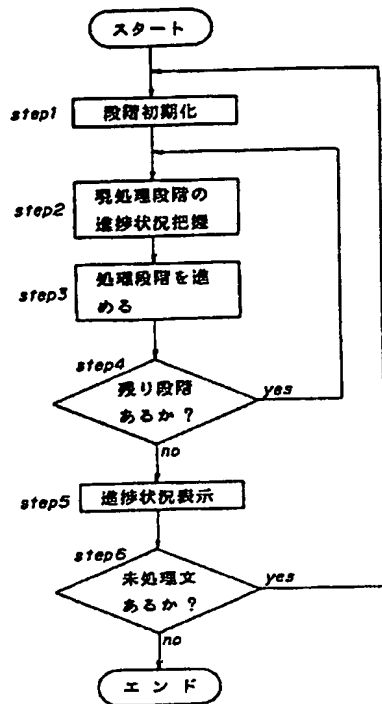 スタート
step1
段階初期化
step2
現処理段階の
進捗状況把握
step3
処理段階を進
める
step4
残り段階
あるか?
yes
no
step5
進捗状況表示
step6
未処理文
あるか?
yes
no
エンド